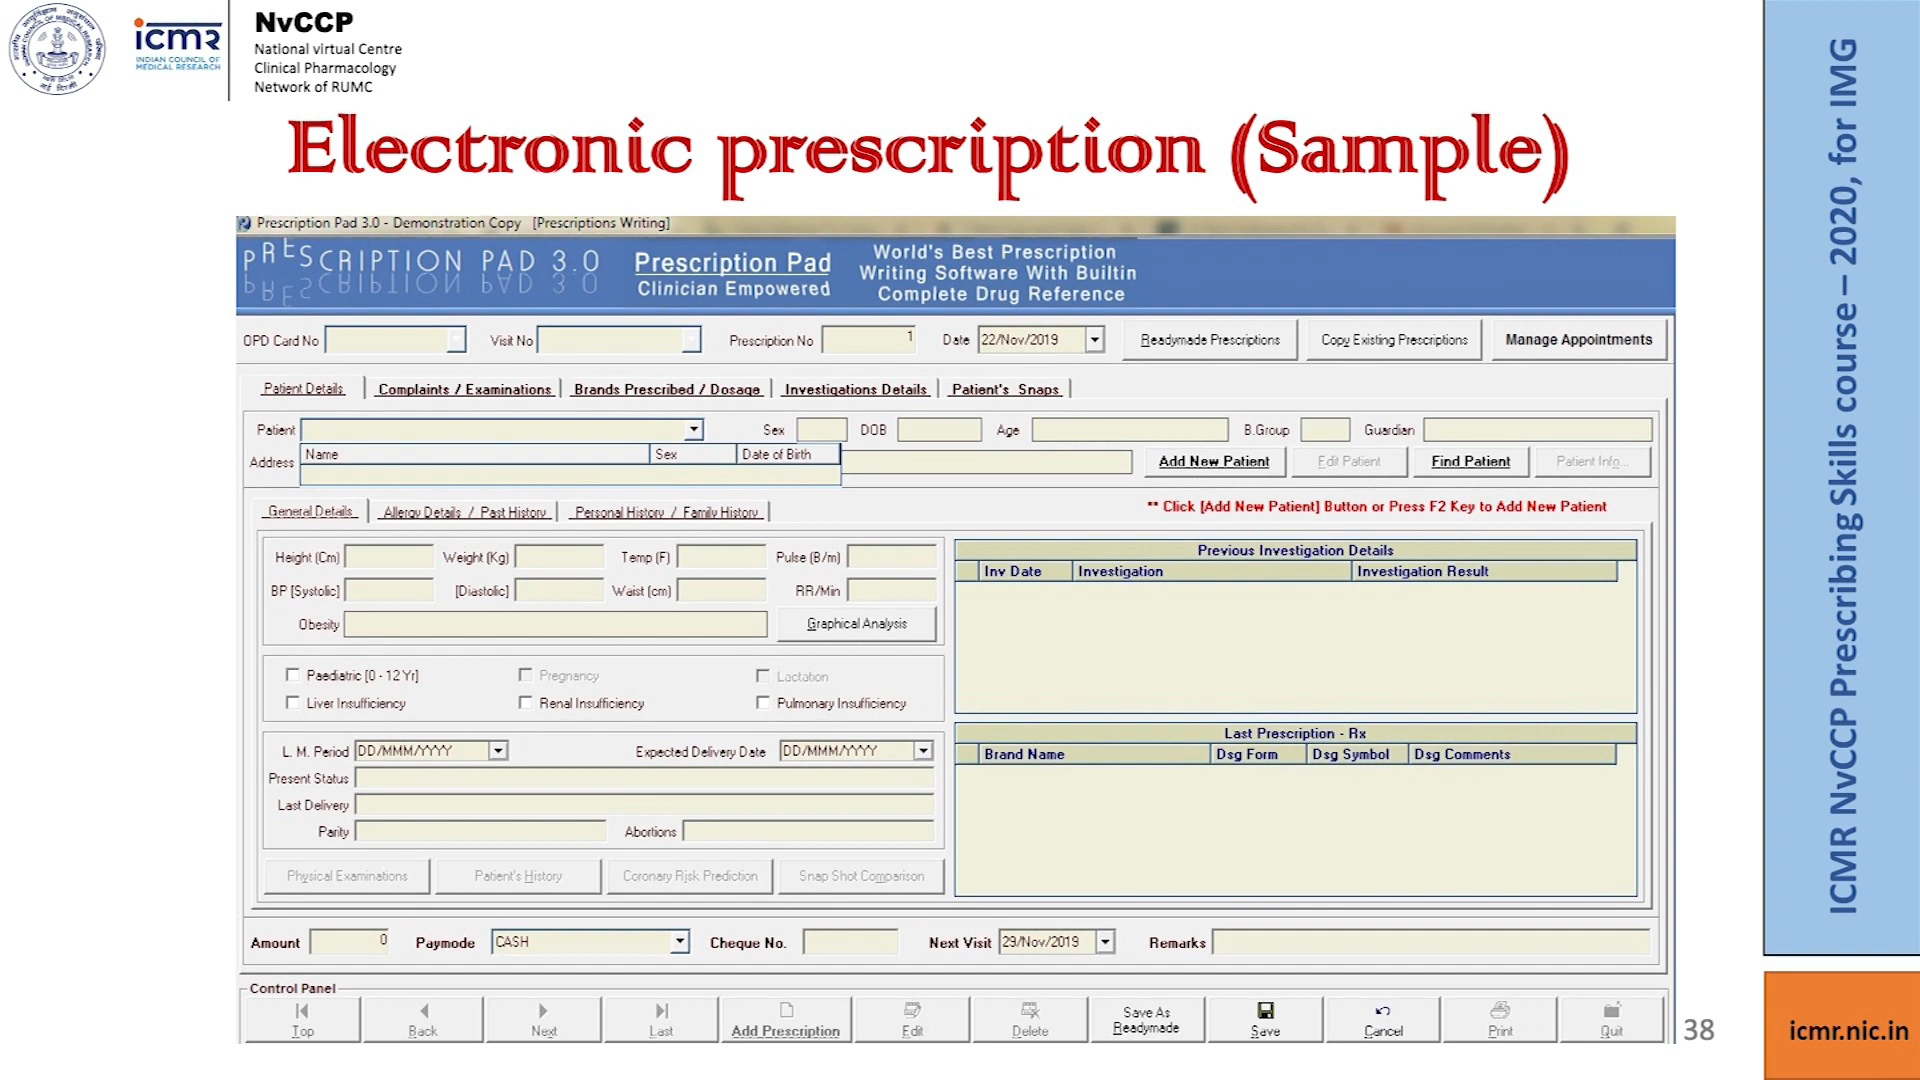 icmr
INDIAN COUNCIL OF
MEDICAL RESEARCH
NvCCP
National virtual Centre
Clinical Pharmacology
Network of RUMC
Electronic prescription (Sample)
Prescription Pad 3.0 - Demonstration Copy [Prescriptions Writing]
PRESCRIPTION PAD 3.0
Prescription Pad
Clinician Empowered
World's Best Prescription
Writing Software With Builtin
Complete Drug Reference
OPD Card No Visit No Prescription No 1 Date 22/Nov/2019 Readymade Prescriptions Copy Existing Prescriptions Manage Appointments
Patient Details Complaints / Examinations Brands Prescribed / Dosage Investigations Details Patient's Snaps
Patient Sex DOB Age B.Group Guardian
Address Name Sex Date of Birth Add New Patient Edit Patient Find Patient Patient Info...
General Details Allergy Details / Past History Personal History / Family History ** Click [Add New Patient] Button or Press F2 Key to Add New Patient
Height (Cm) Weight (Kg) Temp (F) Pulse (B/m)
BP [Systolic] [Diastolic] Waist (cm) RR/Min
Obesity Graphical Analysis
Paediatric [0 - 12 Yr] Pregnancy Lactation
Liver Insufficiency Renal Insufficiency Pulmonary Insufficiency
L. M. Period DD/MMM/YYYY Expected Delivery Date DD/MMM/YYYY
Present Status
Last Delivery
Parity Abortions
Physical Examinations Patient's History Coronary Risk Prediction Snap Shot Comparison
Previous Investigation Details
Inv Date Investigation Investigation Result
Last Prescription - Rx
Brand Name Dsg Form Dsg Symbol Dsg Comments
Amount 0 Paymode CASH Cheque No. Next Visit 29/Nov/2019 Remarks
Control Panel
Top Back Next Last Add Prescription Edit Delete Save As Readymade Save Cancel Print Quit
38
ICMR NvCCP Prescribing Skills course – 2020, for IMG
icmr.nic.in